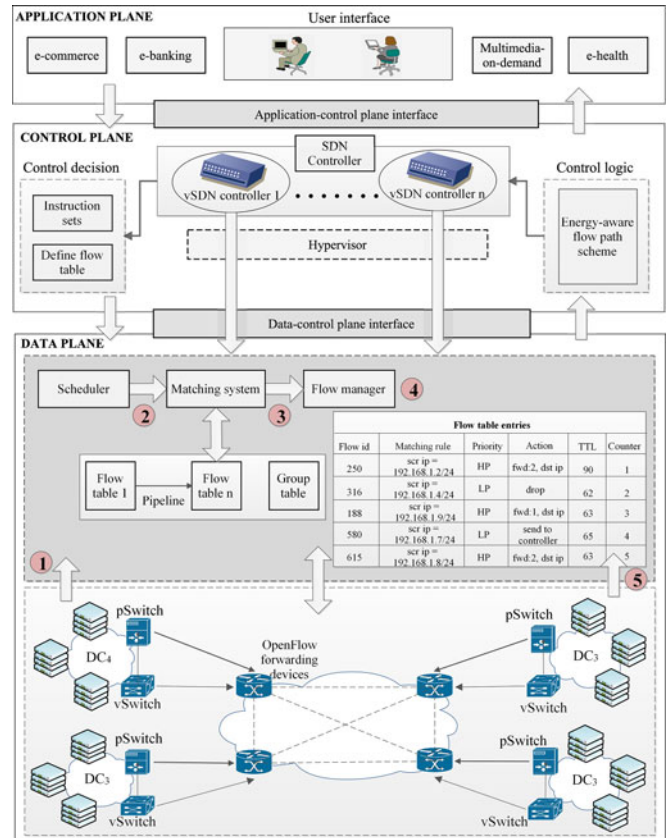 APPLICATION PLANE
User interface
e-commerce
e-banking
Multimedia-
on-demand
e-health
Application-control plane interface
CONTROL PLANE
SDN
Controller
Control decision
Control logic
vSDN controller 1
vSDN controller n
Instruction
sets
Define flow
table
Energy-aware
flow path
scheme
Hypervisor
Data-control plane interface
DATA PLANE
Scheduler
Matching system
Flow manager
2
3
4
Flow
table 1
Pipeline
Flow
table n
Group
table
Flow table entries
Flow id Matching rule Priority Action TTL Counter
250 scr ip = 192.168.1.2/24 HP fwd:2, dst ip 90 1
316 scr ip = 192.168.1.4/24 LP drop 62 2
188 scr ip = 192.168.1.9/24 HP fwd:1, dst ip 63 3
580 scr ip = 192.168.1.7/24 LP send to controller 65 4
615 scr ip = 192.168.1.8/24 HP fwd:2, dst ip 63 5
1
5
pSwitch
DC4
vSwitch
OpenFlow
forwarding
devices
pSwitch
DC3
vSwitch
pSwitch
DC3
vSwitch
pSwitch
DC3
vSwitch